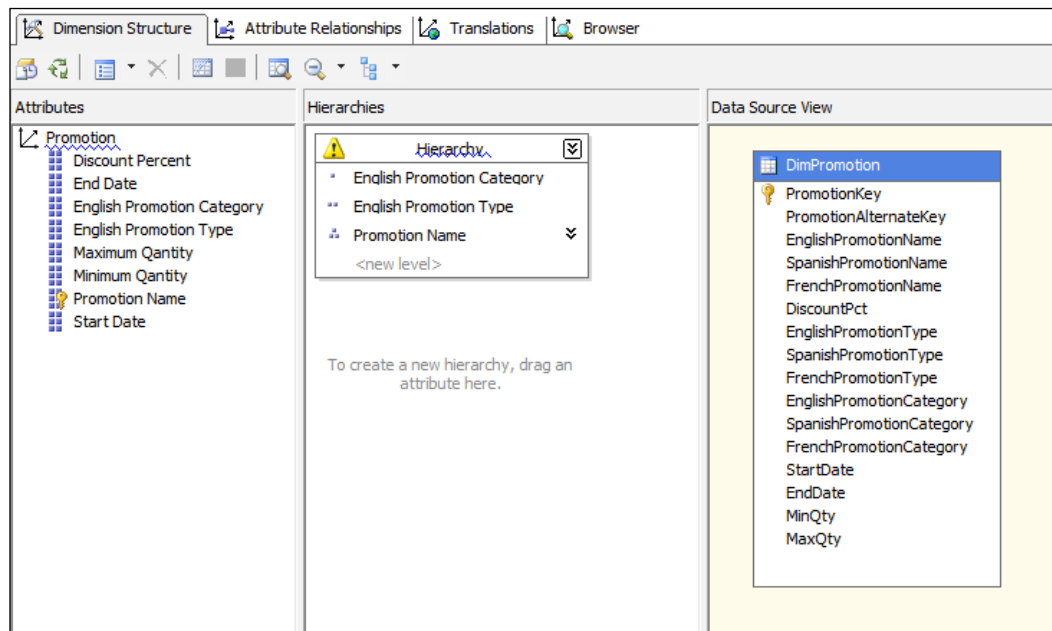 Dimension Structure
Attribute Relationships
Translations
Browser
Attributes
Promotion
Discount Percent
End Date
English Promotion Category
English Promotion Type
Maximum Qantity
Minimum Qantity
Promotion Name
Start Date
Hierarchies
Hierarchy
English Promotion Category
English Promotion Type
Promotion Name
<new level>
To create a new hierarchy, drag an
attribute here.
Data Source View
DimPromotion
PromotionKey
PromotionAlternateKey
EnglishPromotionName
SpanishPromotionName
FrenchPromotionName
DiscountPct
EnglishPromotionType
SpanishPromotionType
FrenchPromotionType
EnglishPromotionCategory
SpanishPromotionCategory
FrenchPromotionCategory
StartDate
EndDate
MinQty
MaxQty